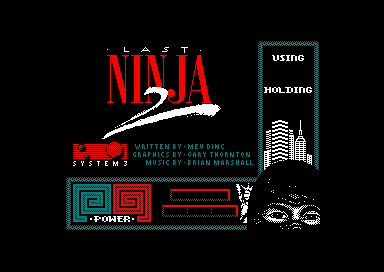 · LAST ·
NINJA
2
USING
HOLDING
SYSTEM 3
WRITTEN BY · MEV DINC
GRAPHICS BY · GARY THORNTON
MUSIC BY · BRIAN MARSHALL
· POWER ·